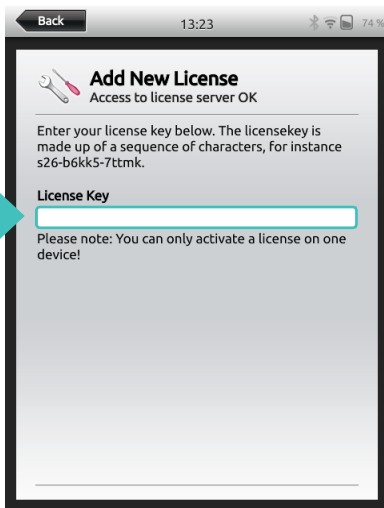 Back
13:23
74 %
Add New License
Access to license server OK
Enter your license key below. The licensekey is
made up of a sequence of characters, for instance
s26-b6kk5-7ttmk.
License Key
Please note: You can only activate a license on one
device!